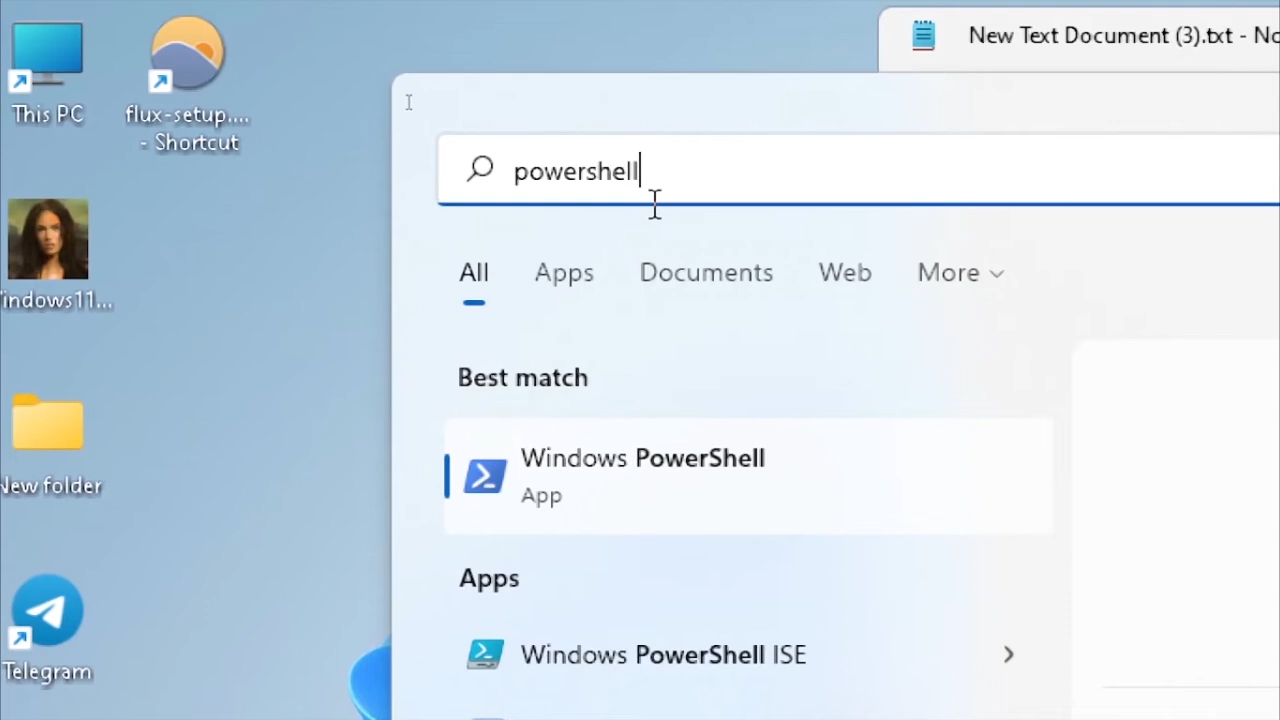 This PC
flux-setup....
- Shortcut
New Text Document (3).txt - No
powershell
indows11...
All
Apps
Documents
Web
More
Best match
Windows PowerShell
App
New folder
Apps
Windows PowerShell ISE
Telegram